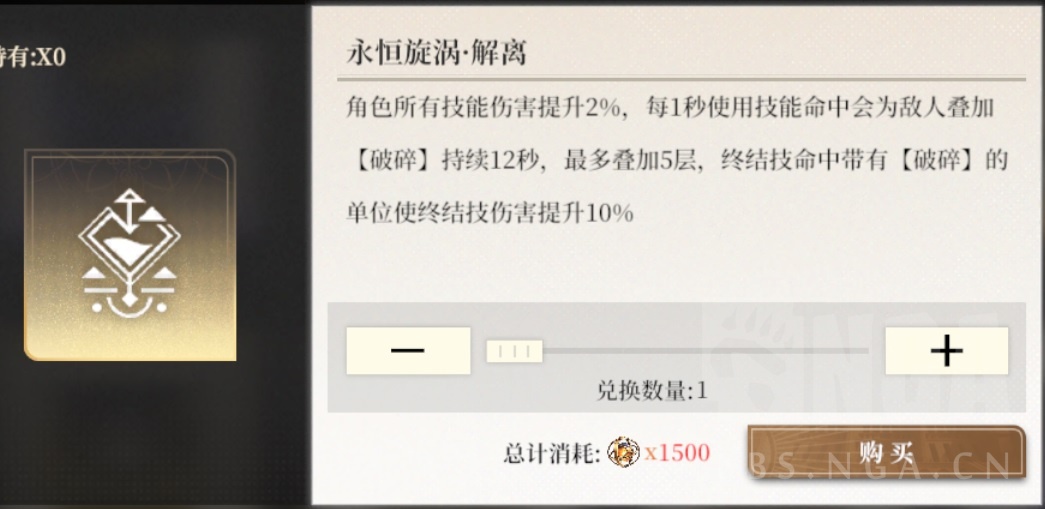 持有:X0
永恒旋涡·解离
角色所有技能伤害提升2%，每1秒使用技能命中会为敌人叠加
【破碎】持续12秒，最多叠加5层，终结技命中带有【破碎】的
单位使终结技伤害提升10%
兑换数量:1
总计消耗: x1500
购买
NGA
BS.NGA.CN